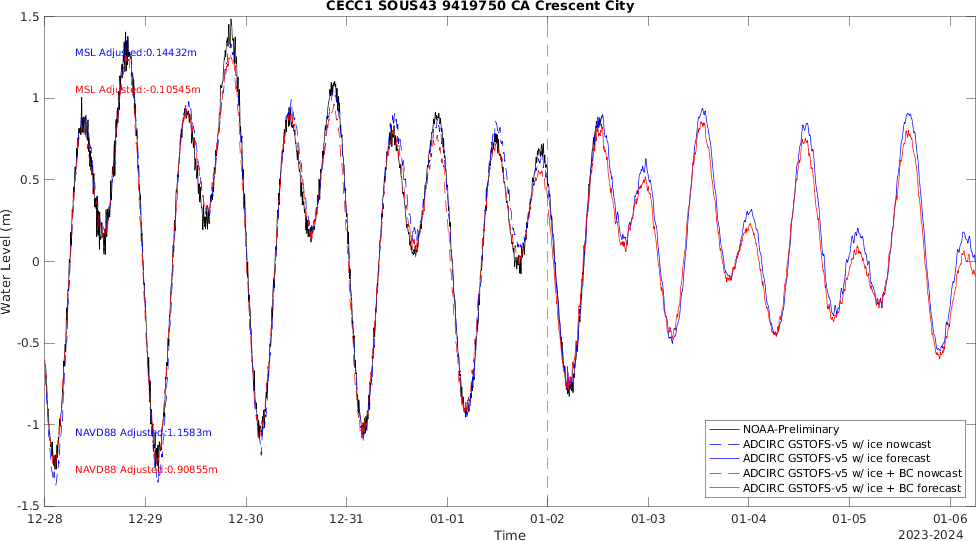 CECC1 SOUS43 9419750 CA Crescent City
1.5
1
0.5
0
-0.5
-1
-1.5
Water Level (m)
MSL Adjusted:0.14432m
MSL Adjusted:-0.10545m
NAVD88 Adjusted:1.1583m
NAVD88 Adjusted:0.90855m
NOAA-Preliminary
ADCIRC GSTOFS-v5 w/ ice nowcast
ADCIRC GSTOFS-v5 w/ ice forecast
ADCIRC GSTOFS-v5 w/ ice + BC nowcast
ADCIRC GSTOFS-v5 w/ ice + BC forecast
12-28 12-29 12-30 12-31 01-01 01-02 01-03 01-04 01-05 01-06
Time
2023-2024